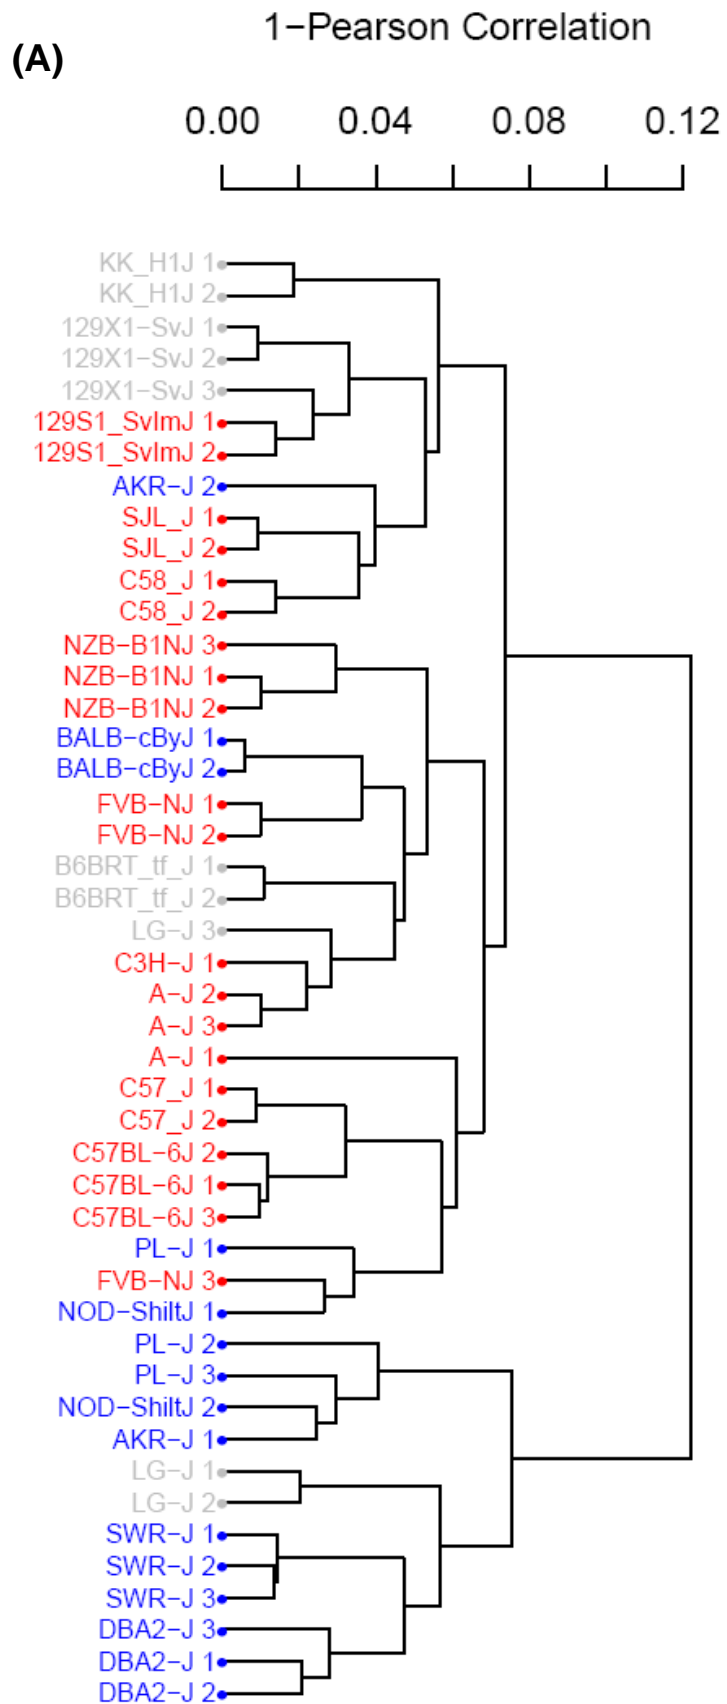 1−Pearson Correlation
(A)
0.00 0.04 0.08 0.12
KK_H1J 1
KK_H1J 2
129X1−SvJ 1
129X1−SvJ 2
129X1−SvJ 3
129S1_SvImJ 1
129S1_SvImJ 2
AKR−J 2
SJL_J 1
SJL_J 2
C58_J 1
C58_J 2
NZB−B1NJ 3
NZB−B1NJ 1
NZB−B1NJ 2
BALB−cByJ 1
BALB−cByJ 2
FVB−NJ 1
FVB−NJ 2
B6BRT_tf_J 1
B6BRT_tf_J 2
LG−J 3
C3H−J 1
A−J 2
A−J 3
A−J 1
C57_J 1
C57_J 2
C57BL−6J 2
C57BL−6J 1
C57BL−6J 3
PL−J 1
FVB−NJ 3
NOD−ShiltJ 1
PL−J 2
PL−J 3
NOD−ShiltJ 2
AKR−J 1
LG−J 1
LG−J 2
SWR−J 1
SWR−J 2
SWR−J 3
DBA2−J 3
DBA2−J 1
DBA2−J 2